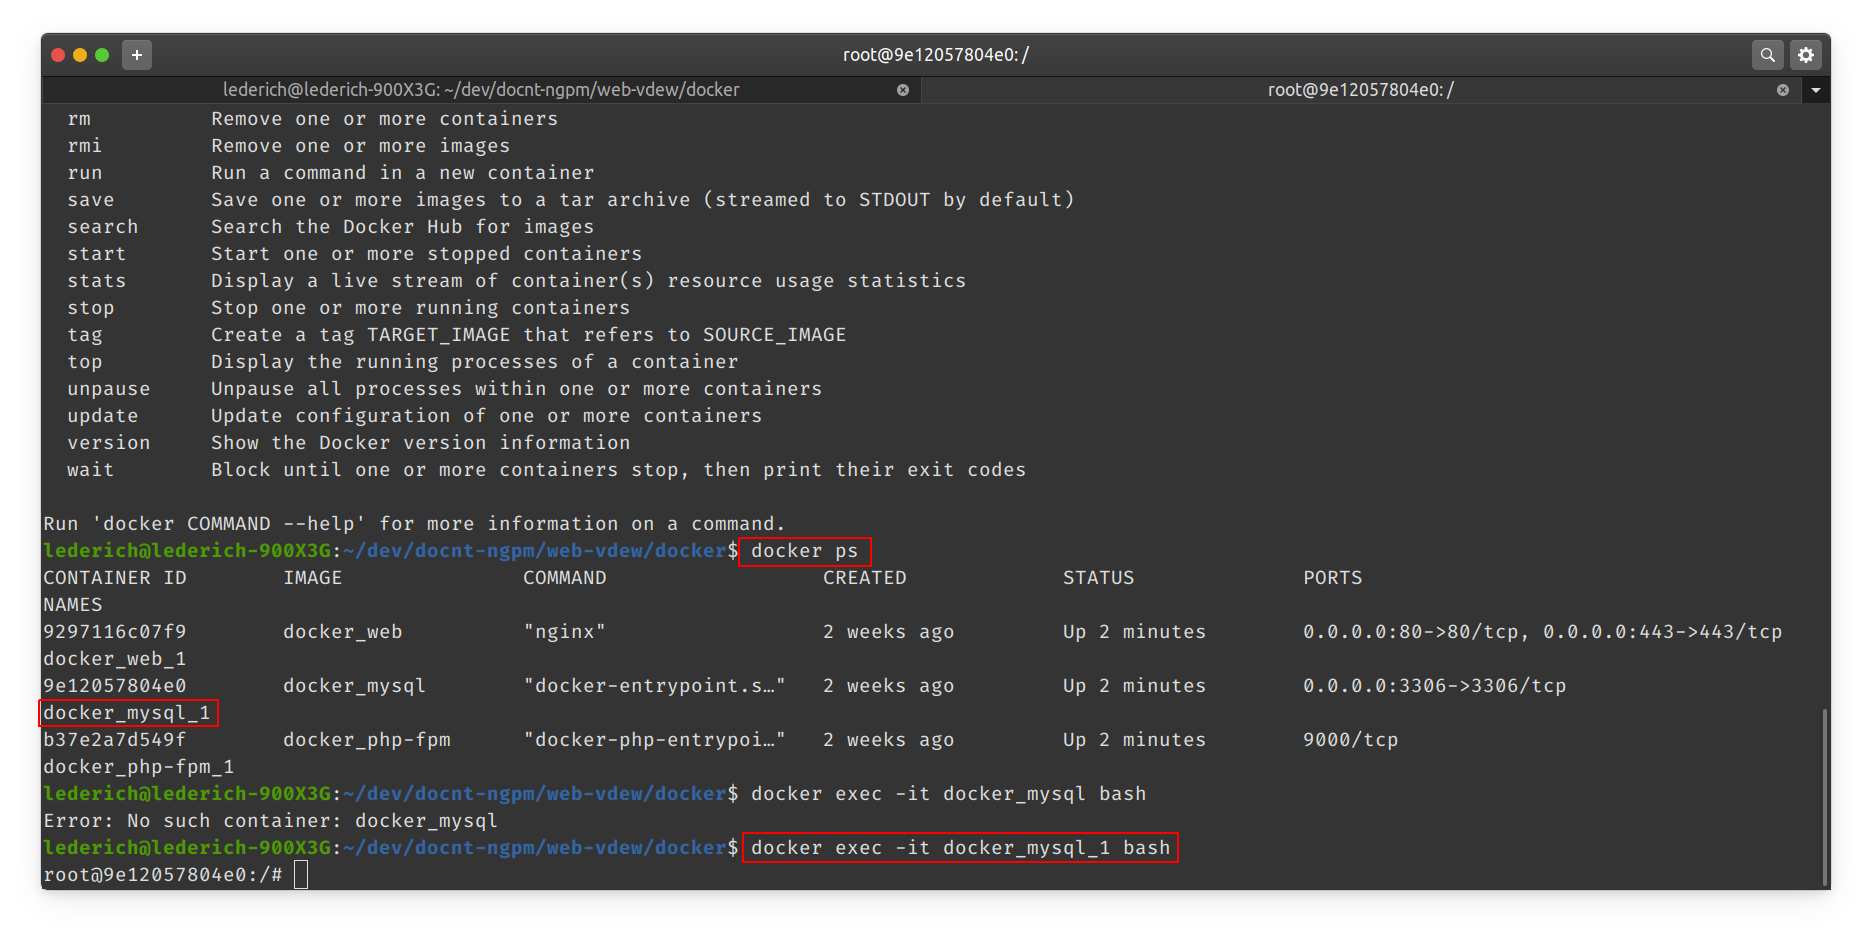 root@9e12057804e0: /
lederich@lederich-900X3G: ~/dev/docnt-ngpm/web-vdew/docker
root@9e12057804e0: /
rm Remove one or more containers
rmi Remove one or more images
run Run a command in a new container
save Save one or more images to a tar archive (streamed to STDOUT by default)
search Search the Docker Hub for images
start Start one or more stopped containers
stats Display a live stream of container(s) resource usage statistics
stop Stop one or more running containers
tag Create a tag TARGET_IMAGE that refers to SOURCE_IMAGE
top Display the running processes of a container
unpause Unpause all processes within one or more containers
update Update configuration of one or more containers
version Show the Docker version information
wait Block until one or more containers stop, then print their exit codes
Run 'docker COMMAND --help' for more information on a command.
lederich@lederich-900X3G:~/dev/docnt-ngpm/web-vdew/docker$ docker ps
CONTAINER ID IMAGE COMMAND CREATED STATUS PORTS
NAMES
9297116c07f9 docker_web "nginx" 2 weeks ago Up 2 minutes 0.0.0.0:80->80/tcp, 0.0.0.0:443->443/tcp
docker_web_1
9e12057804e0 docker_mysql "docker-entrypoint.s…" 2 weeks ago Up 2 minutes 0.0.0.0:3306->3306/tcp
docker_mysql_1
b37e2a7d549f docker_php-fpm "docker-php-entrypoi…" 2 weeks ago Up 2 minutes 9000/tcp
docker_php-fpm_1
lederich@lederich-900X3G:~/dev/docnt-ngpm/web-vdew/docker$ docker exec -it docker_mysql bash
Error: No such container: docker_mysql
lederich@lederich-900X3G:~/dev/docnt-ngpm/web-vdew/docker$ docker exec -it docker_mysql_1 bash
root@9e12057804e0:/#